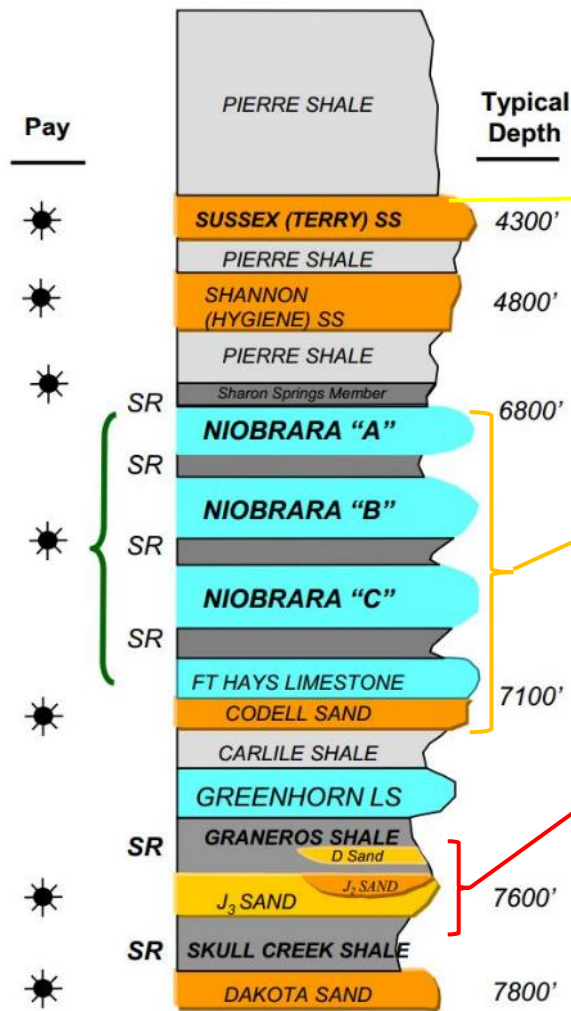 PIERRE SHALE
Pay
Typical
Depth
SUSSEX (TERRY) SS
4300'
PIERRE SHALE
SHANNON
(HYGIENE) SS
4800'
PIERRE SHALE
Sharon Springs Member
SR
6800'
NIOBRARA "A"
SR
NIOBRARA "B"
SR
NIOBRARA "C"
SR
FT HAYS LIMESTONE
7100'
CODELL SAND
CARLILE SHALE
GREENHORN LS
GRANEROS SHALE
SR
D Sand
J2 SAND
J3 SAND
7600'
SR
SKULL CREEK SHALE
DAKOTA SAND
7800'